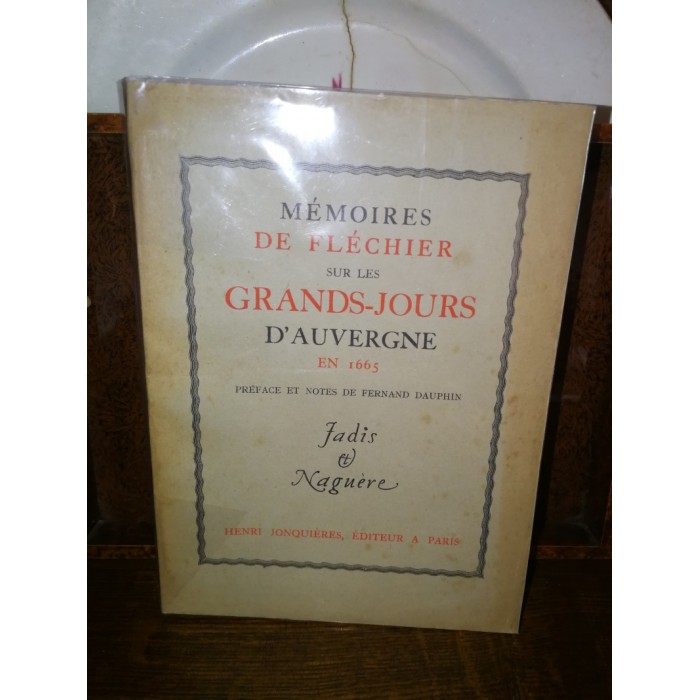 MÉMOIRES
DE FLÉCHIER
SUR LES
GRANDS-JOURS
D'AUVERGNE
EN 1665
PRÉFACE ET NOTES DE FERNAND DAUPHIN
Jadis
et
Naguère
HENRI JONQUIÈRES, ÉDITEUR A PARIS